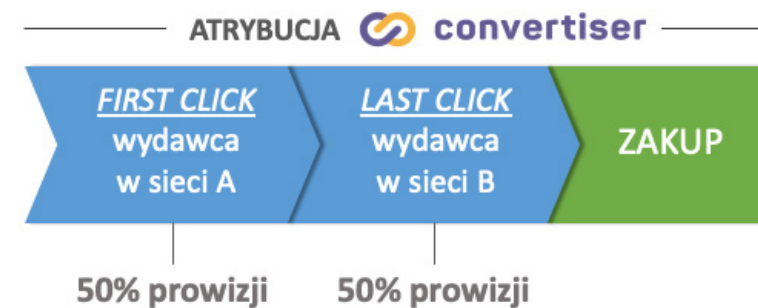 ATRYBUCJA convertiser
FIRST CLICK
wydawca
w sieci A
LAST CLICK
wydawca
w sieci B
ZAKUP
50% prowizji
50% prowizji